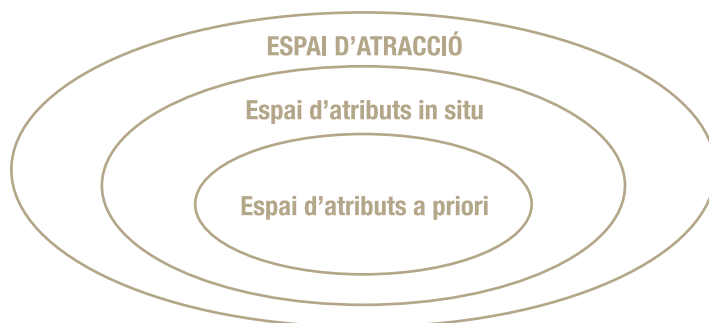 ESPAI D’ATRACCIÓ
Espai d’atributs in situ
Espai d’atributs a priori